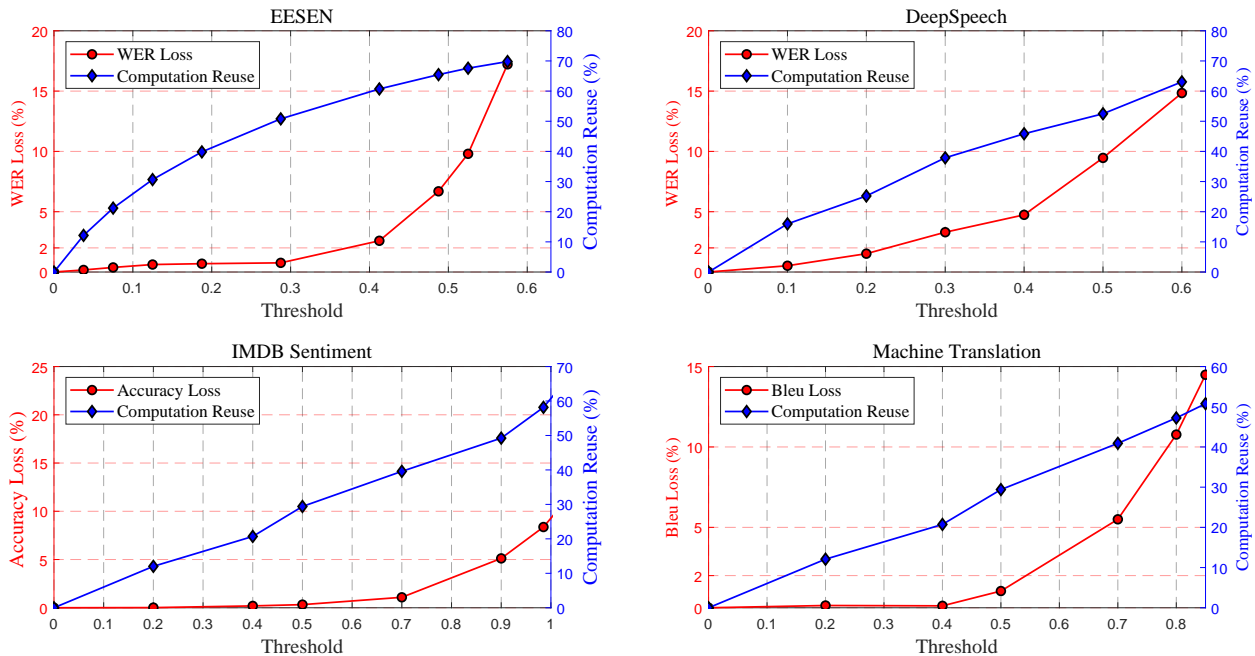 EESEN
WER Loss
Computation Reuse
WER Loss (%)
20
15
10
5
2
0
80
70
60
50
40
30
20
10
0
Computation Reuse (%)
0 0.1 0.2 0.3 0.4 0.5 0.6
Threshold
DeepSpeech
WER Loss
Computation Reuse
WER Loss (%)
20
15
10
5
2
0
80
70
60
50
40
30
20
10
0
Computation Reuse (%)
0 0.1 0.2 0.3 0.4 0.5 0.6
Threshold
IMDB Sentiment
Accuracy Loss
Computation Reuse
Accuracy Loss (%)
25
20
15
10
5
0
70
60
50
40
30
20
10
0
Computation Reuse (%)
0 0.1 0.2 0.3 0.4 0.5 0.6 0.7 0.8 0.9 1
Threshold
Machine Translation
Bleu Loss
Computation Reuse
Bleu Loss (%)
15
10
5
2
0
60
50
40
30
20
10
0
Computation Reuse (%)
0 0.1 0.2 0.3 0.4 0.5 0.6 0.7 0.8
Threshold